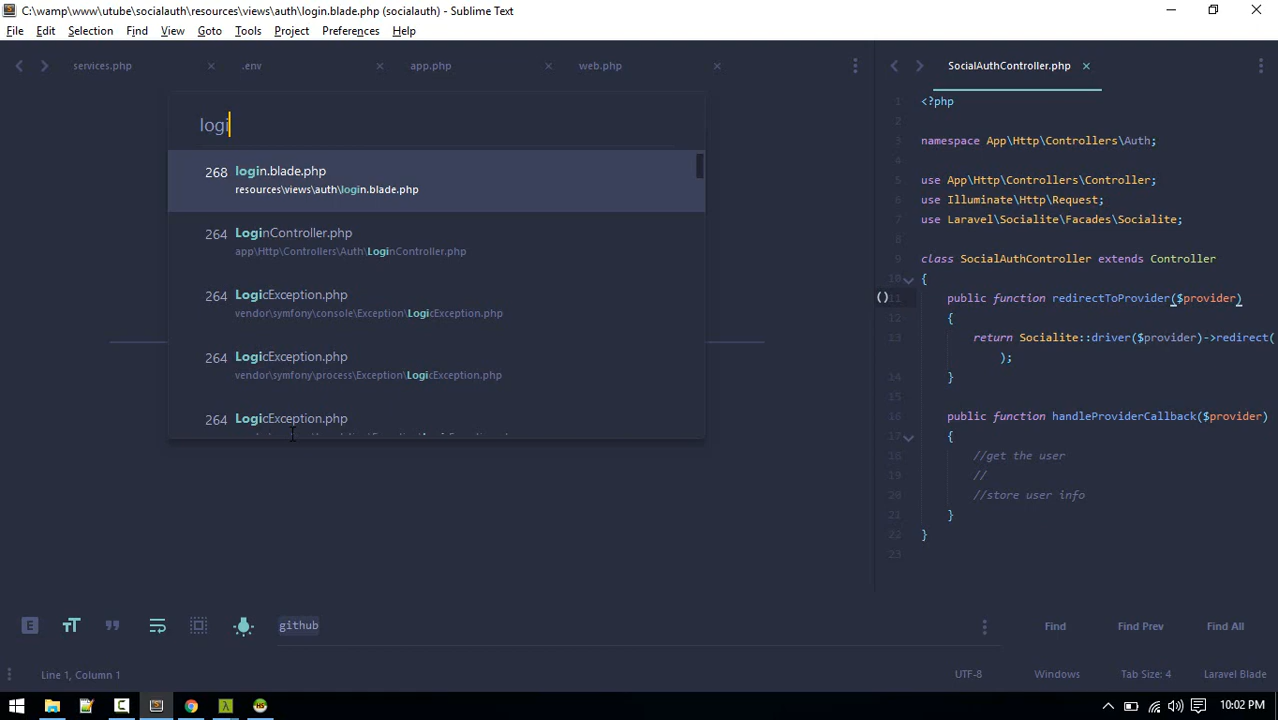 C:\wamp\www\utube\socialauth\resources\views\auth\login.blade.php (socialauth) - Sublime Text
File Edit Selection Find View Goto Tools Project Preferences Help
services.php .env app.php web.php
logi
268 login.blade.php
resources\views\auth\login.blade.php
264 LoginController.php
app\Http\Controllers\Auth\LoginController.php
264 LogicException.php
vendor\symfony\console\Exception\LogicException.php
264 LogicException.php
vendor\symfony\process\Exception\LogicException.php
264 LogicException.php
SocialAuthController.php
1 <?php
2
3 namespace App\Http\Controllers\Auth;
4
5 use App\Http\Controllers\Controller;
6 use Illuminate\Http\Request;
7 use Laravel\Socialite\Facades\Socialite;
8
9 class SocialAuthController extends Controller
10 {
11 public function redirectToProvider($provider)
12 {
13 return Socialite::driver($provider)->redirect(
);
14 }
15
16 public function handleProviderCallback($provider)
17 {
18 //get the user
19 //
20 //store user info
21 }
22 }
23
github
Find Find Prev Find All
Line 1, Column 1 UTF-8 Windows Tab Size: 4 Laravel Blade
10:02 PM